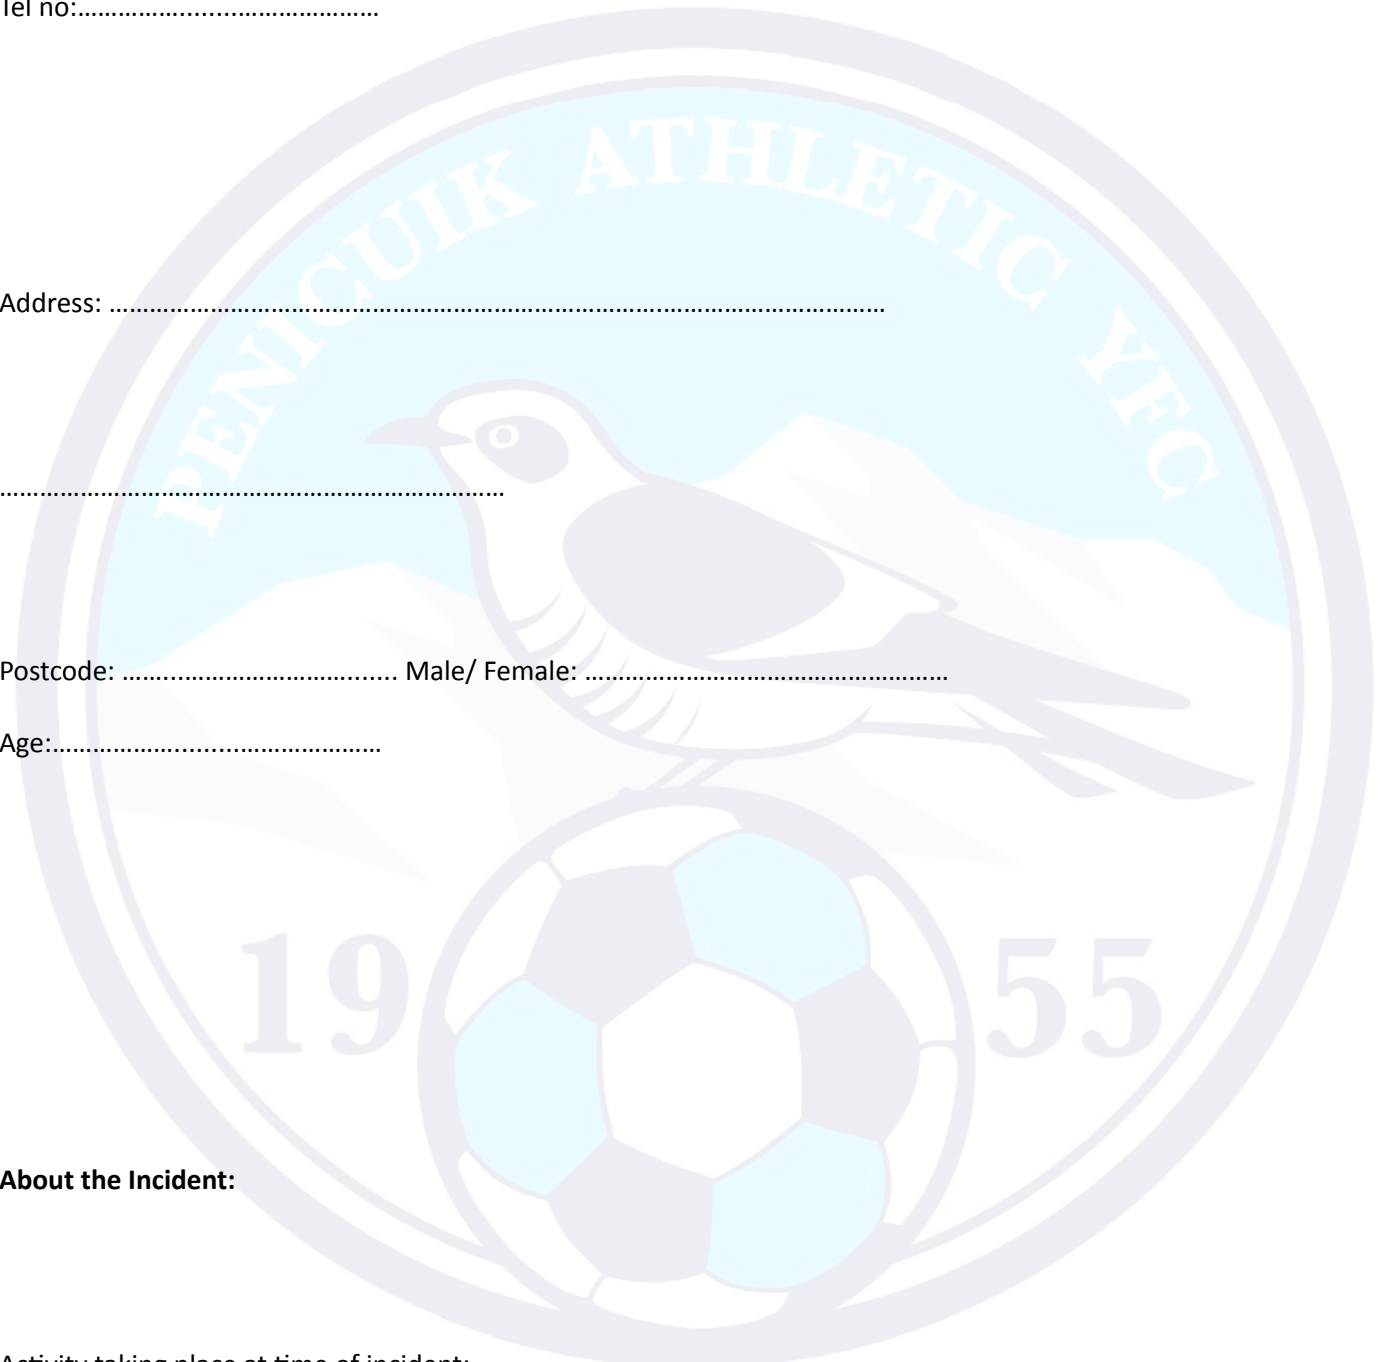 Tel no:……………......…………………
Address: ……………………………………………………………………….……………………………
PENICUIK ATHLETIC YFC
…………………………………………………………………
Postcode: ……..……………………....... Male/ Female: ………………………………………………
Age:………………..........…………………
19 55
About the Incident:
Activity taking place at time of incident: